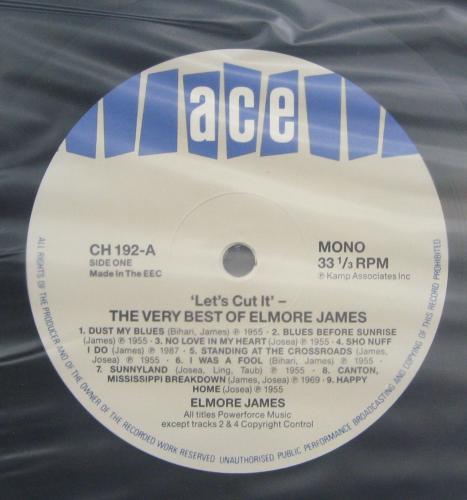 ace
CH 192-A
SIDE ONE
Made in The EEC
MONO
33 1/3 RPM
℗ Kamp Associates Inc
'Let's Cut It' –
THE VERY BEST OF ELMORE JAMES
1. DUST MY BLUES (Bihari, James) ℗ 1955 · 2. BLUES BEFORE SUNRISE
(James) ℗ 1955 · 3. NO LOVE IN MY HEART (James) ℗ 1955 · 4. SHO NUFF
I DO (James) ℗ 1987 · 5. STANDING AT THE CROSSROADS (James,
Josea) ℗ 1955 · 6. I WAS A FOOL (Bihari, James) ℗ 1955 ·
7. SUNNYLAND (Josea, Ling, Taub) ℗ 1955 · 8. CANTON,
MISSISSIPPI BREAKDOWN (James, Josea) ℗ 1969 · 9. HAPPY
HOME (Josea) ℗ 1955
ELMORE JAMES
All titles Powerforce Music
except tracks 2 & 4 Copyright Control
ALL RIGHTS OF THE PRODUCER AND OF THE OWNER OF THE RECORDED WORK RESERVED UNAUTHORISED PUBLIC PERFORMANCE BROADCASTING AND COPYING OF THIS RECORD PROHIBITED